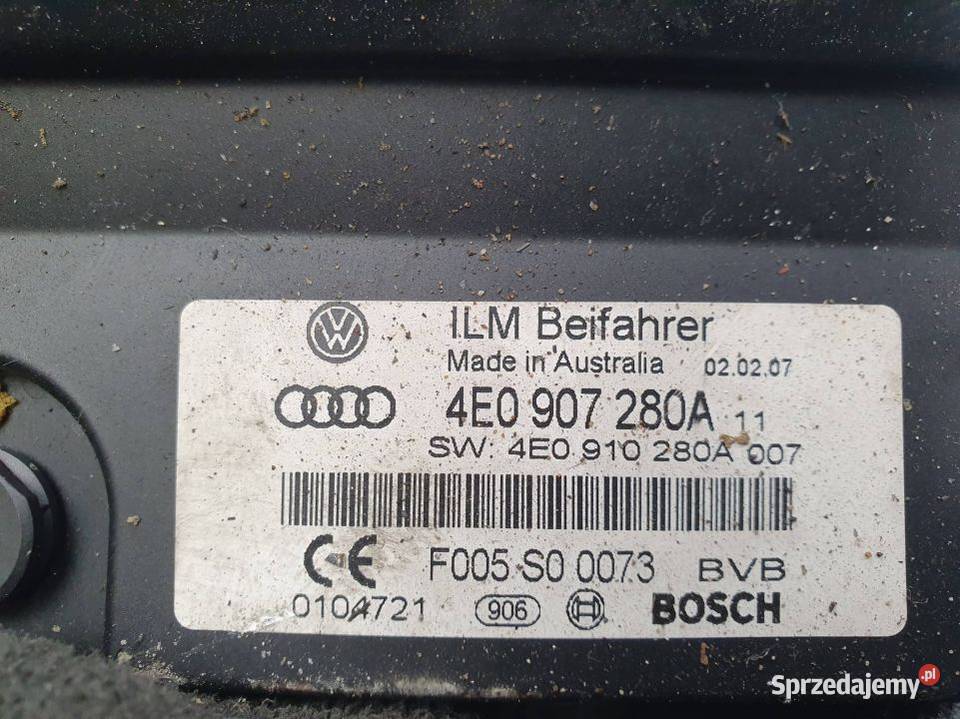 ILM Beifahrer
Made in Australia 02.02.07
4E0 907 280A 11
SW: 4E0 910 280A 007
F005 S0 0073 BVB
0104721 906 BOSCH
Sprzedajemy.pl